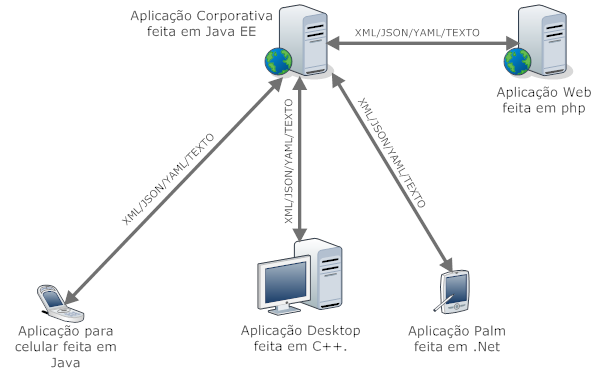 Aplicação Corporativa
feita em Java EE
XML/JSON/YAML/TEXTO
Aplicação Web
feita em php
XML/JSON/YAML/TEXTO
XML/JSON/YAML/TEXTO
XML/JSON/YAML/TEXTO
Aplicação para
celular feita em
Java
Aplicação Desktop
feita em C++.
Aplicação Palm
feita em .Net